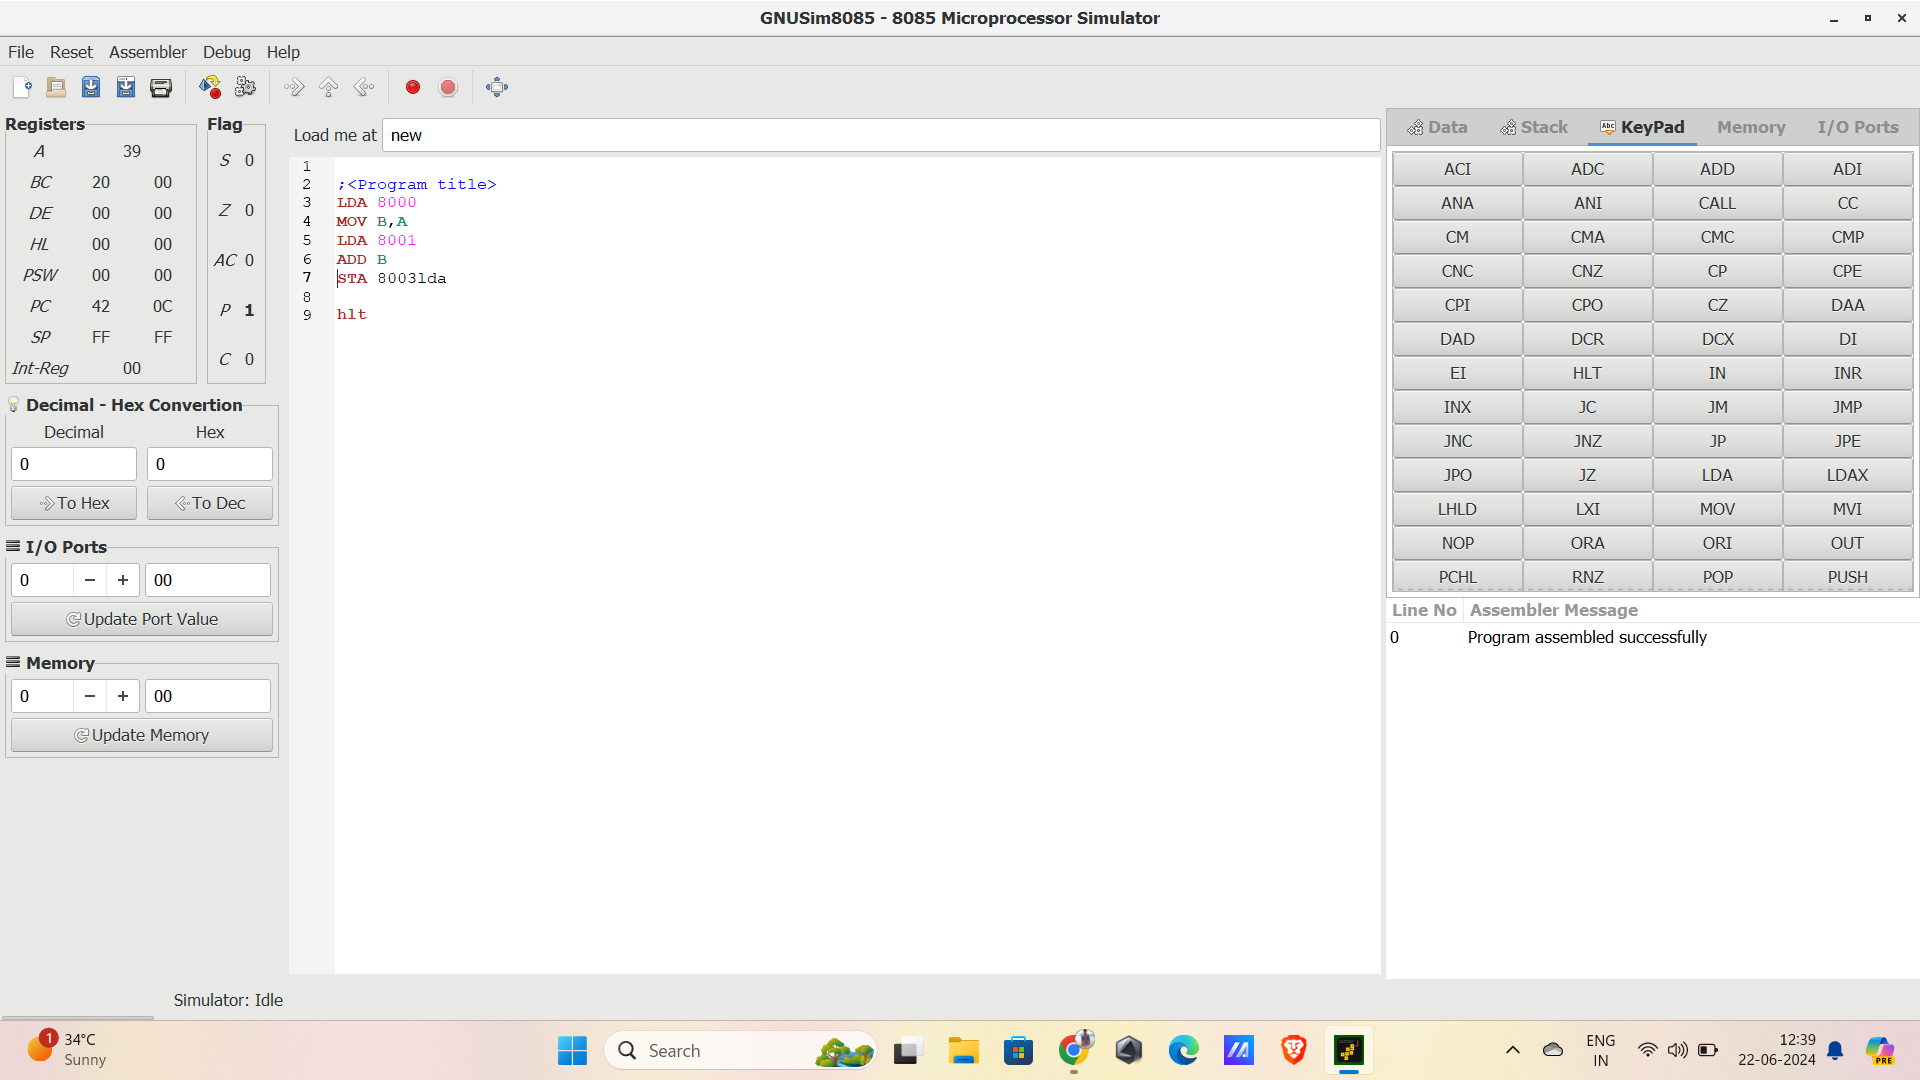 GNUSim8085 - 8085 Microprocessor Simulator
File Reset Assembler Debug Help
Registers
A 39
BC 20 00
DE 00 00
HL 00 00
PSW 00 00
PC 42 0C
SP FF FF
Int-Reg 00
Flag
S 0
Z 0
AC 0
P 1
C 0
Decimal - Hex Convertion
Decimal Hex
0 0
To Hex To Dec
I/O Ports
0 − + 00
Update Port Value
Memory
0 − + 00
Update Memory
Load me at new
1
2 ;<Program title>
3 LDA 8000
4 MOV B,A
5 LDA 8001
6 ADD B
7 STA 8003lda
8
9 hlt
Data Stack KeyPad Memory I/O Ports
ACI ADC ADD ADI
ANA ANI CALL CC
CM CMA CMC CMP
CNC CNZ CP CPE
CPI CPO CZ DAA
DAD DCR DCX DI
EI HLT IN INR
INX JC JM JMP
JNC JNZ JP JPE
JPO JZ LDA LDAX
LHLD LXI MOV MVI
NOP ORA ORI OUT
PCHL RNZ POP PUSH
Line No Assembler Message
0 Program assembled successfully
Simulator: Idle
1 34°C
Sunny
Search
ENG
IN
12:39
22-06-2024
PRE